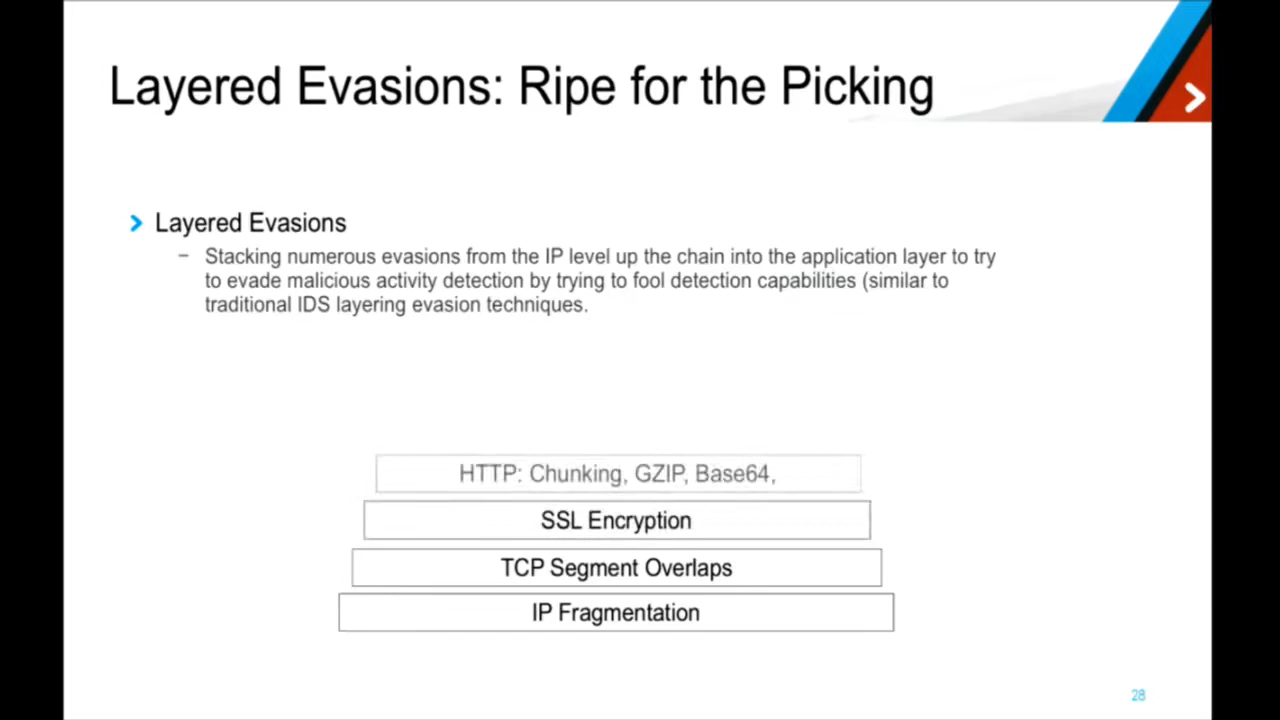 Layered Evasions: Ripe for the Picking
Layered Evasions
– Stacking numerous evasions from the IP level up the chain into the application layer to try
to evade malicious activity detection by trying to fool detection capabilities (similar to
traditional IDS layering evasion techniques.
HTTP: Chunking, GZIP, Base64,
SSL Encryption
TCP Segment Overlaps
IP Fragmentation
28